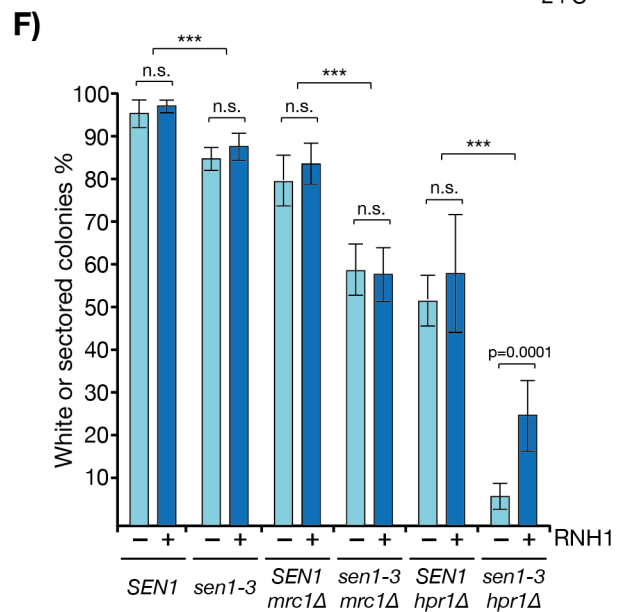 F)
***
n.s.
***
n.s.
n.s.
***
n.s.
n.s.
p=0.0001
White or sectored colonies %
100
90
80
70
60
50
40
30
20
10
− + − + − + − + − + − + RNH1
SEN1 sen1-3 SEN1 mrc1Δ sen1-3 mrc1Δ SEN1 hpr1Δ sen1-3 hpr1Δ